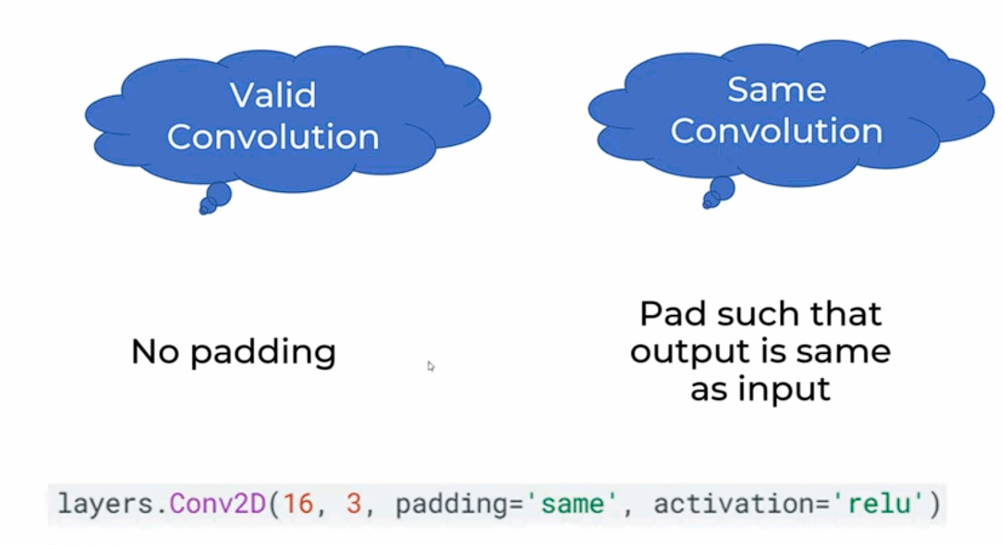 Valid
Convolution
Same
Convolution
No padding
Pad such that
output is same
as input
layers.Conv2D(16, 3, padding='same', activation='relu')